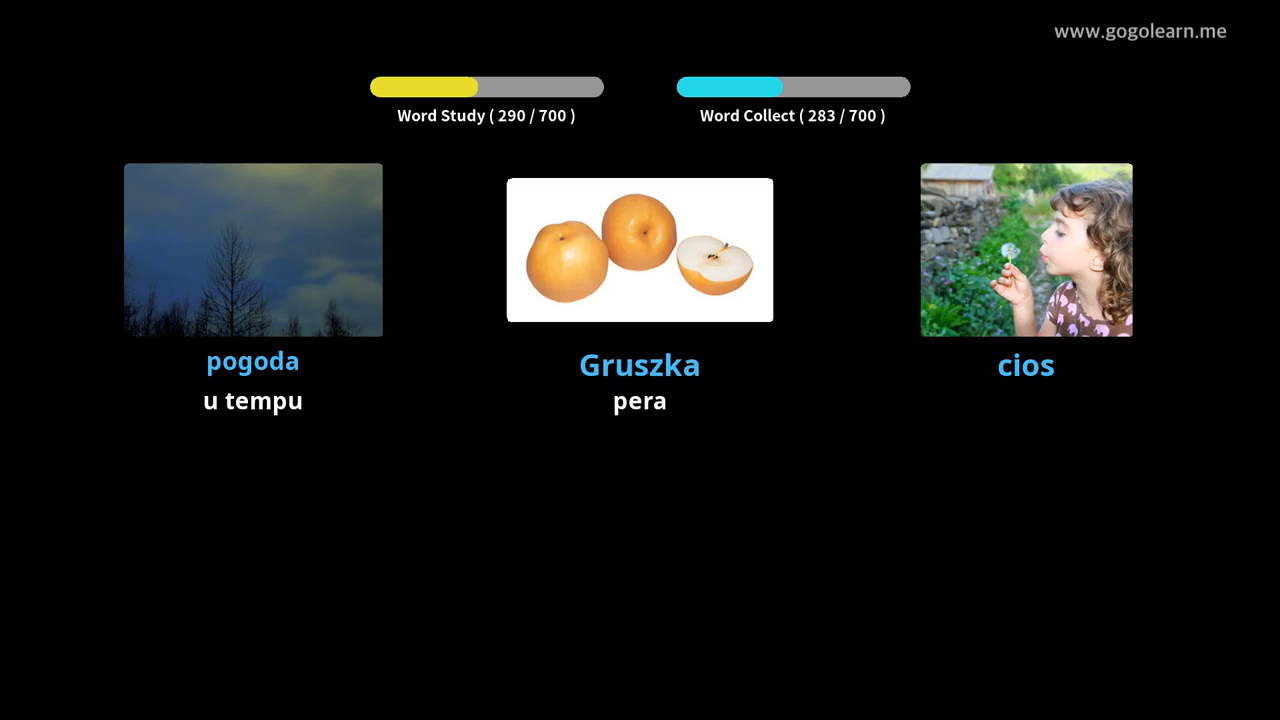 www.gogolearn.me
Word Study ( 290 / 700 )
Word Collect ( 283 / 700 )
pogoda
u tempu
Gruszka
pera
cios